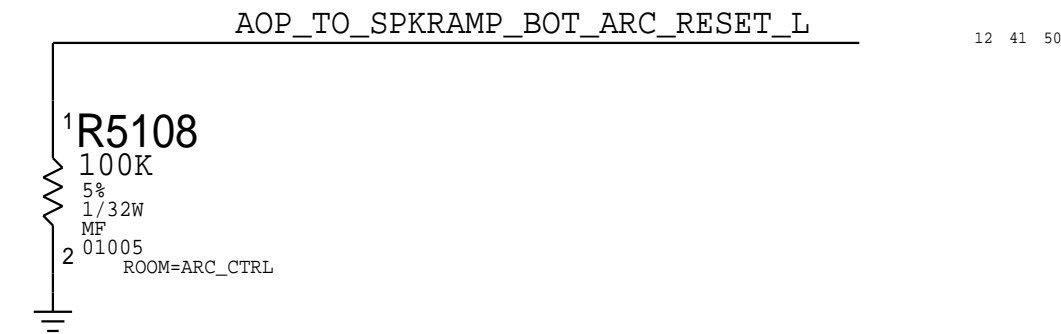 AOP_TO_SPKRAMP_BOT_ARC_RESET_L
12 41 50
1
R5108
100K
5%
1/32W
MF
01005
2
ROOM=ARC_CTRL